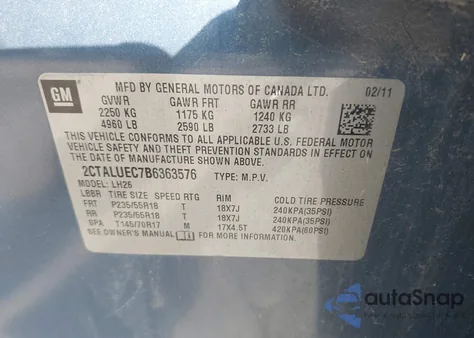 GM
MFD BY GENERAL MOTORS OF CANADA LTD. 02/11
GVWR GAWR FRT GAWR RR
2250 KG 1175 KG 1240 KG
4960 LB 2590 LB 2733 LB
THIS VEHICLE CONFORMS TO ALL APPLICABLE U.S. FEDERAL MOTOR
VEHICLE SAFETY, BUMPER, AND THEFT PREVENTION STANDARDS IN EFFECT
ON THE DATE OF MANUFACTURE SHOWN ABOVE.
2CTALUEC7B6363576 TYPE: M.P.V.
MODEL: LH26
LBBR TIRE SIZE SPEED RTG RIM COLD TIRE PRESSURE
FRT P235/55R18 T 18X7J 240KPA(35PSI)
RR P235/55R18 T 18X7J 240KPA(35PSI)
SPA T145/70R17 M 17X4.5T 420KPA(60PSI)
SEE OWNER'S MANUAL FOR MORE INFORMATION.
autoSnap